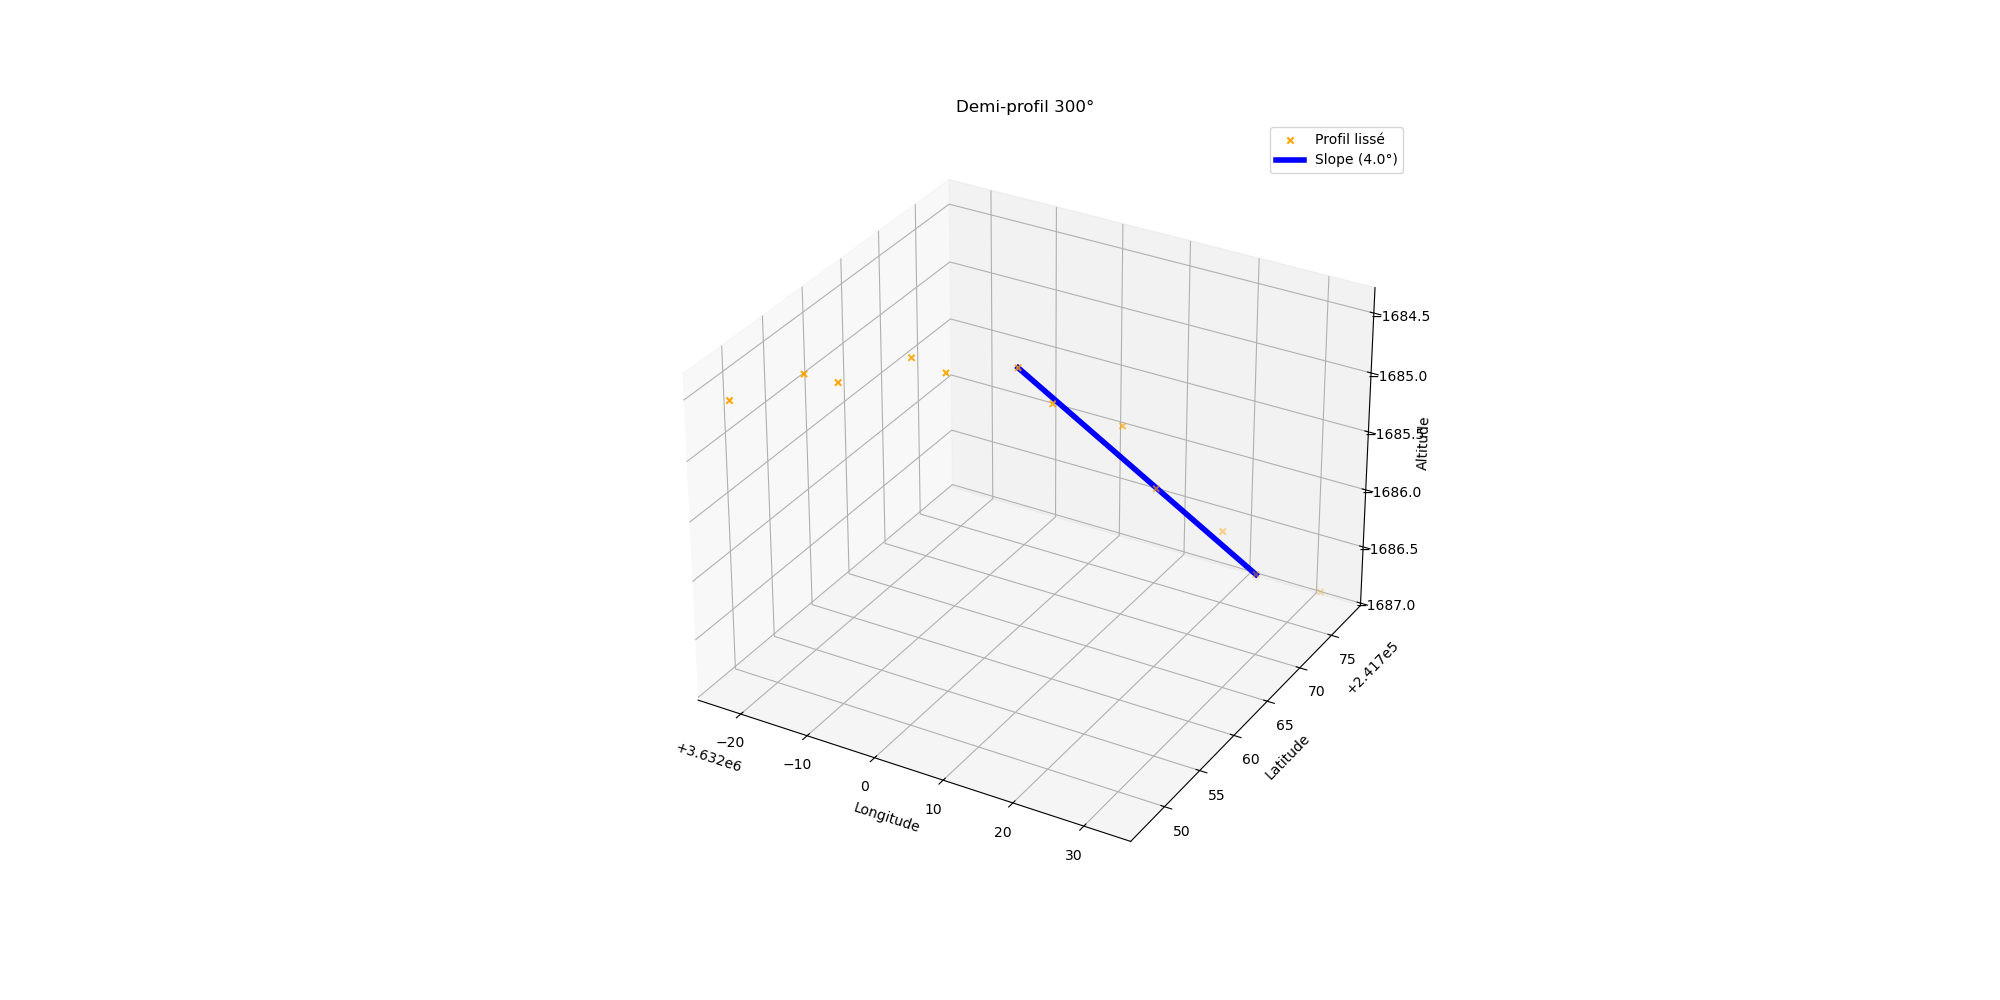 Demi-profil 300°
Profil lissé
Slope (4.0°)
−1684.5
−1685.0
−1685.5
−1686.0
−1686.5
−1687.0
Altitude
75
70
65
60
55
50
+2.417e5
Latitude
−20
−10
0
10
20
30
+3.632e6
Longitude